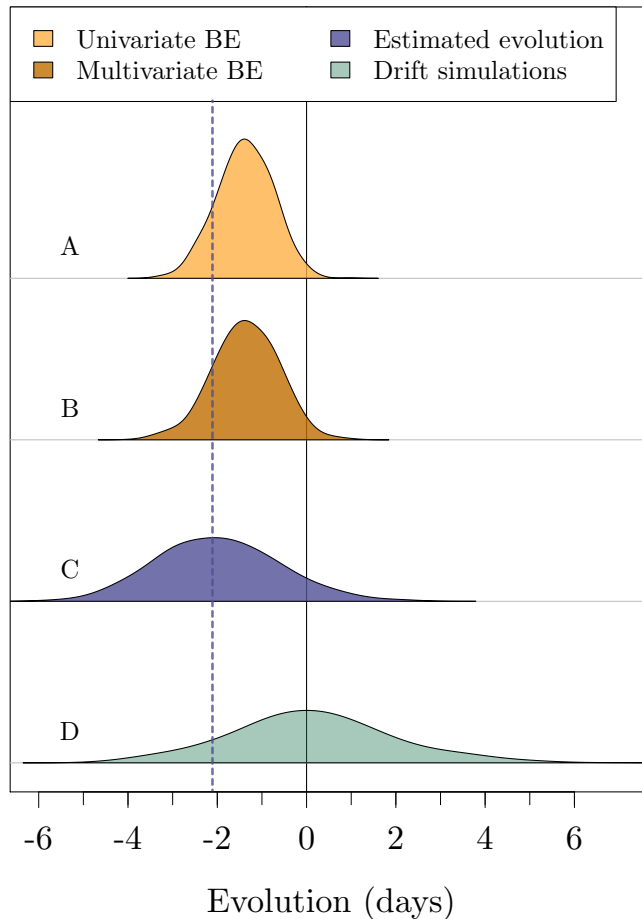 Univariate BE
Estimated evolution
Multivariate BE
Drift simulations
A
B
C
D
-6 -4 -2 0 2 4 6
Evolution (days)